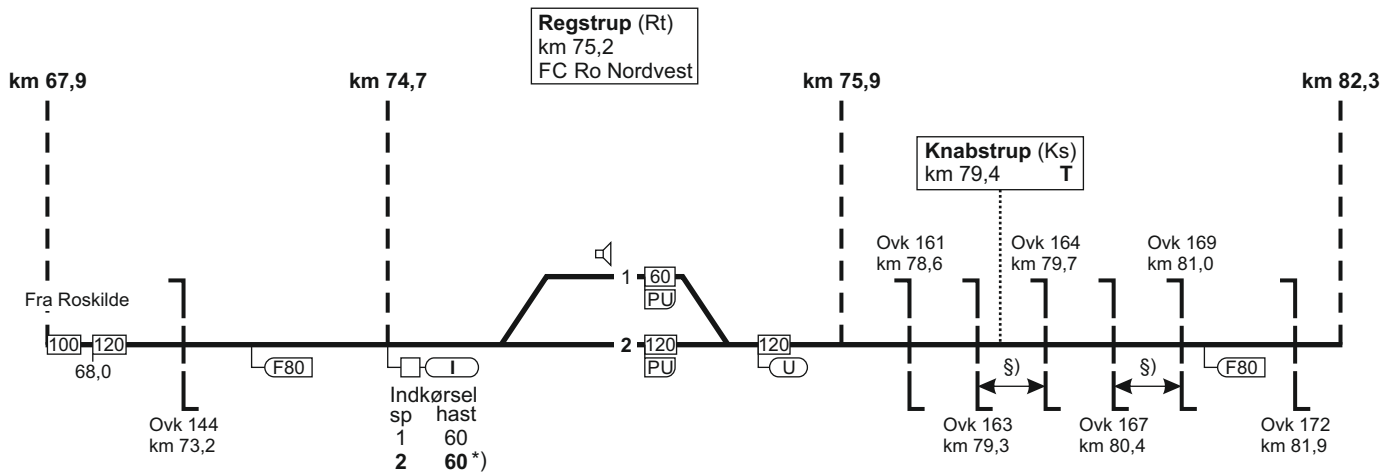 Regstrup (Rt)
km 75,2
FC Ro Nordvest
km 67,9
km 74,7
km 75,9
km 82,3
Knabstrup (Ks)
km 79,4 T
Ovk 161
km 78,6
Ovk 164
km 79,7
Ovk 169
km 81,0
Fra Roskilde
1 60
PU
100 120
68,0
F80
I
2 120
PU
120
U
§)
§)
F80
Ovk 144
km 73,2
Indkørsel
sp hast
1 60
2 60 *)
Ovk 163
km 79,3
Ovk 167
km 80,4
Ovk 172
km 81,9